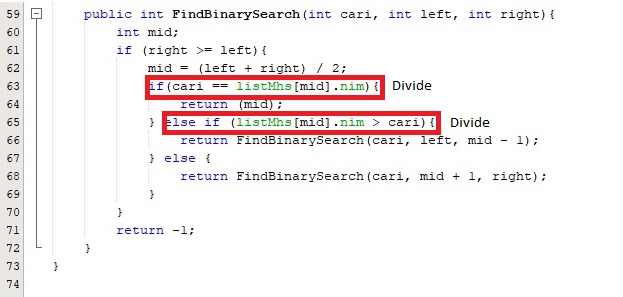 59 public int FindBinarySearch(int cari, int left, int right){
60 int mid;
61 if (right >= left){
62 mid = (left + right) / 2;
63 if(cari == listMhs[mid].nim){ Divide
64 return (mid);
65 } else if (listMhs[mid].nim > cari){ Divide
66 return FindBinarySearch(cari, left, mid - 1);
67 } else {
68 return FindBinarySearch(cari, mid + 1, right);
69 }
70 }
71 return -1;
72 }
73 }
74